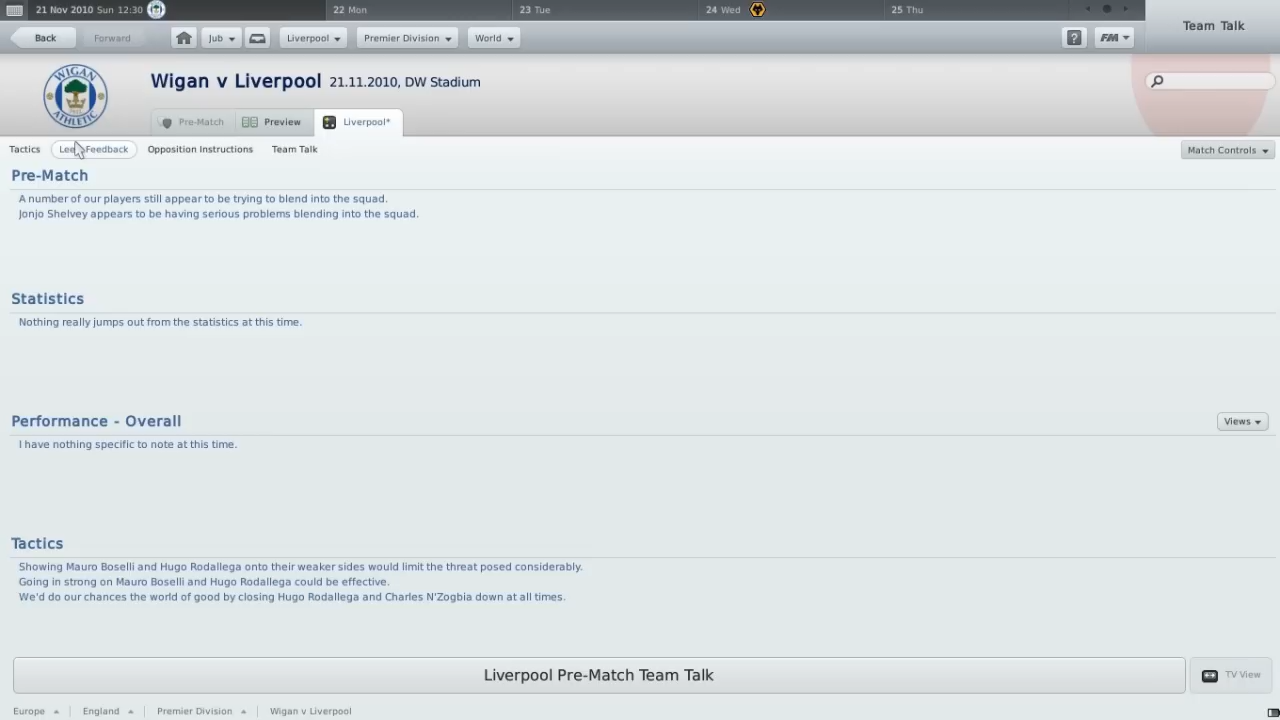 21 Nov 2010 Sun 12:30
22 Mon
23 Tue
24 Wed
25 Thu
Team Talk
Back
Forward
Jub
Liverpool
Premier Division
World
?
FM
WIGAN
ATHLETIC
Wigan v Liverpool 21.11.2010, DW Stadium
Pre-Match
Preview
Liverpool*
Tactics
Feedback
Opposition Instructions
Team Talk
Match Controls
Pre-Match
A number of our players still appear to be trying to blend into the squad.
Jonjo Shelvey appears to be having serious problems blending into the squad.
Statistics
Nothing really jumps out from the statistics at this time.
Performance - Overall
Views
I have nothing specific to note at this time.
Tactics
Showing Mauro Boselli and Hugo Rodallega onto their weaker sides would limit the threat posed considerably.
Going in strong on Mauro Boselli and Hugo Rodallega could be effective.
We'd do our chances the world of good by closing Hugo Rodallega and Charles N'Zogbia down at all times.
Liverpool Pre-Match Team Talk
TV View
Europe
England
Premier Division
Wigan v Liverpool